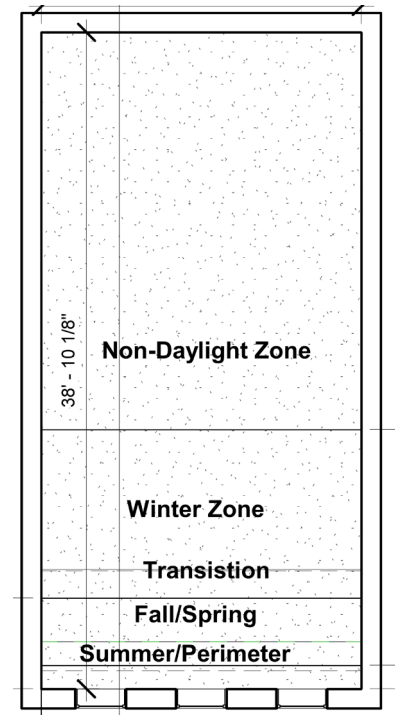 38' - 10 1/8"
Non-Daylight Zone
Winter Zone
Transistion
Fall/Spring
Summer/Perimeter